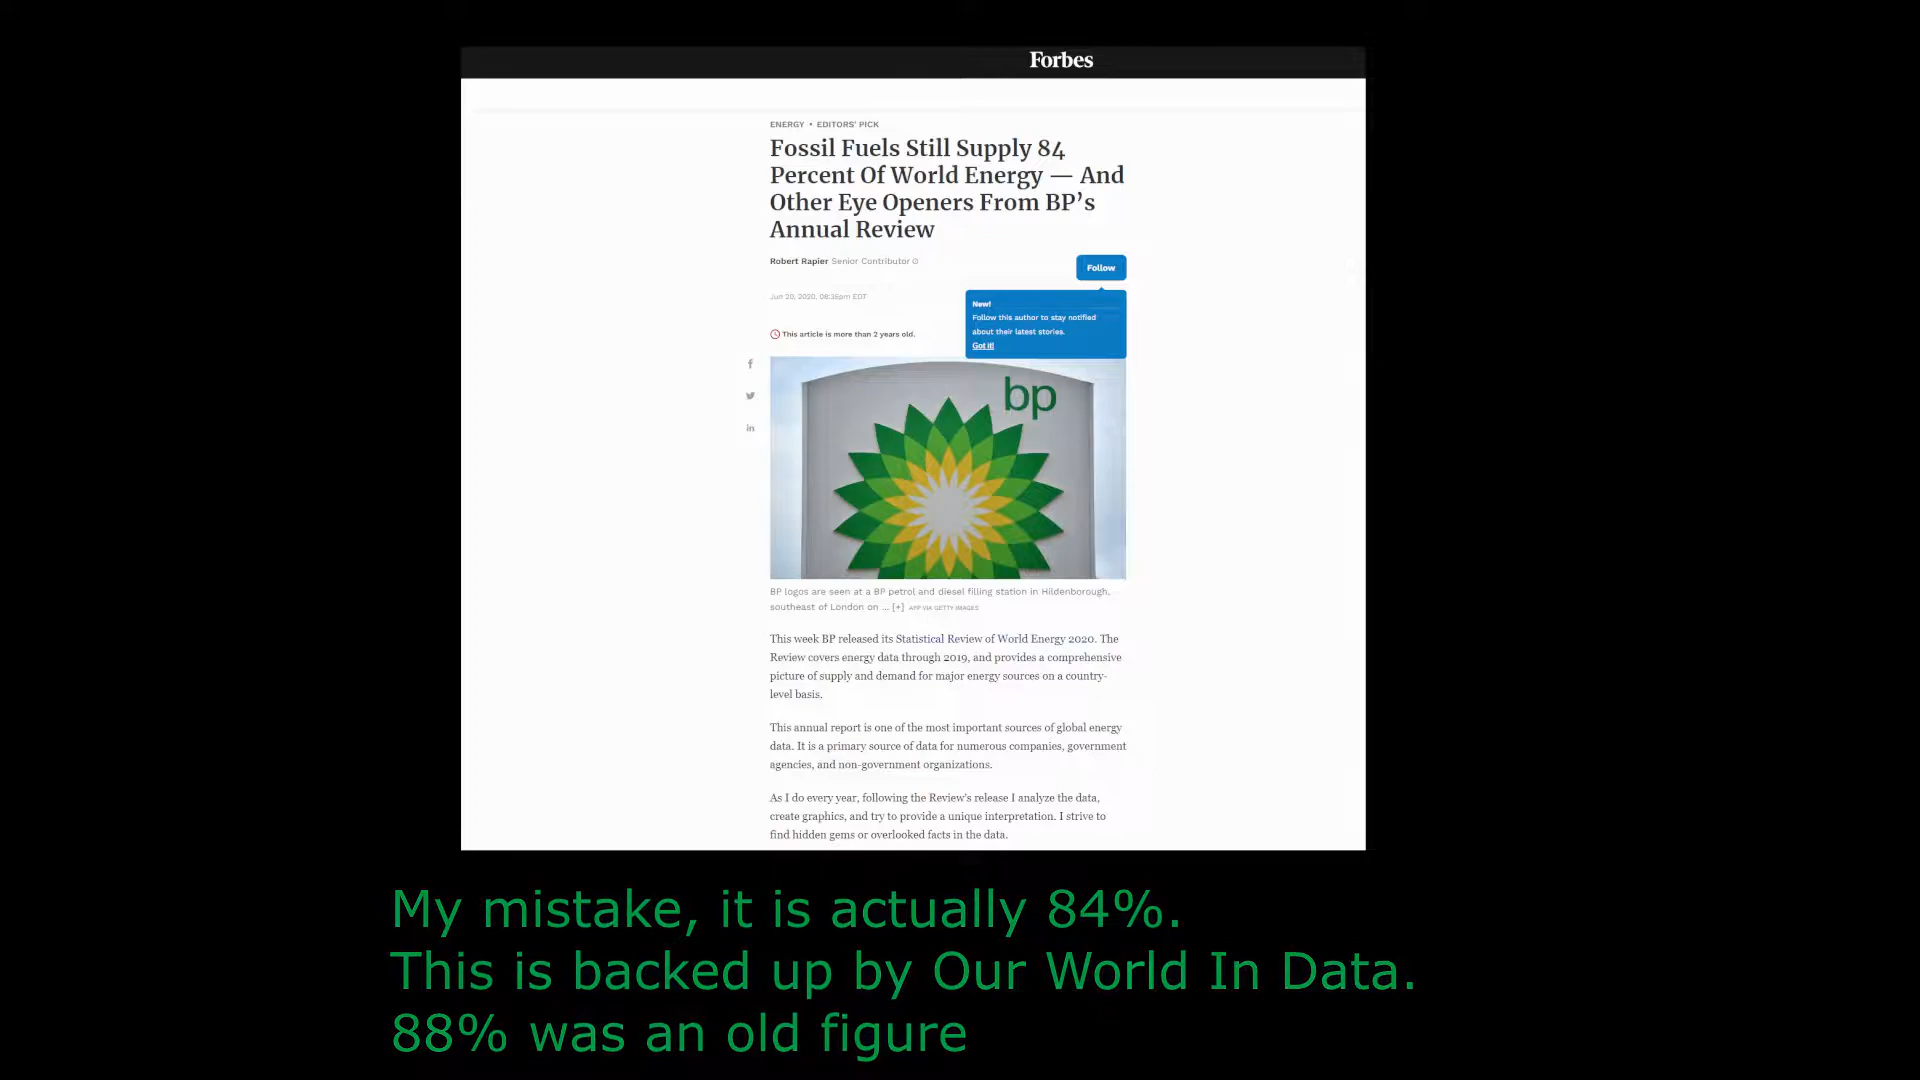 Forbes
ENERGY • EDITORS' PICK
Fossil Fuels Still Supply 84
Percent Of World Energy — And
Other Eye Openers From BP's
Annual Review
Robert Rapier Senior Contributor
Follow
Jun 20, 2020, 08:36pm EDT
New!
Follow this author to stay notified
about their latest stories.
Got it!
This article is more than 2 years old.
bp
BP logos are seen at a BP petrol and diesel filling station in Hildenborough,
southeast of London on ... [+] AFP VIA GETTY IMAGES
This week BP released its Statistical Review of World Energy 2020. The
Review covers energy data through 2019, and provides a comprehensive
picture of supply and demand for major energy sources on a country-
level basis.
This annual report is one of the most important sources of global energy
data. It is a primary source of data for numerous companies, government
agencies, and non-government organizations.
As I do every year, following the Review's release I analyze the data,
create graphics, and try to provide a unique interpretation. I strive to
find hidden gems or overlooked facts in the data.
My mistake, it is actually 84%.
This is backed up by Our World In Data.
88% was an old figure